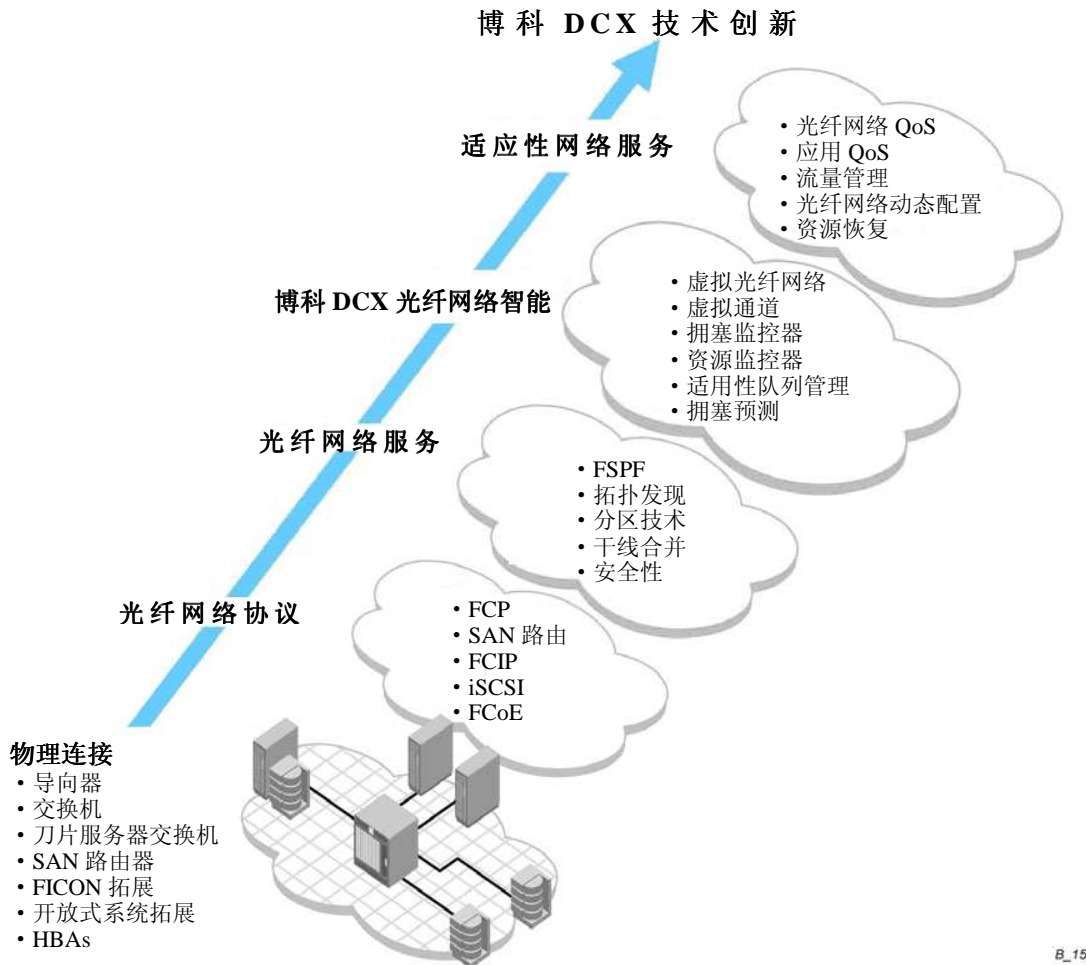 博科 DCX 技术创新
适应性网络服务
• 光纤网络 QoS
• 应用 QoS
• 流量管理
• 光纤网络动态配置
• 资源恢复
博科 DCX 光纤网络智能
• 虚拟光纤网络
• 虚拟通道
• 拥塞监控器
• 资源监控器
• 适用性队列管理
• 拥塞预测
光纤网络服务
• FSPF
• 拓扑发现
• 分区技术
• 干线合并
• 安全性
光纤网络协议
• FCP
• SAN 路由
• FCIP
• iSCSI
• FCoE
物理连接
• 导向器
• 交换机
• 刀片服务器交换机
• SAN 路由器
• FICON 拓展
• 开放式系统拓展
• HBAs
B_15